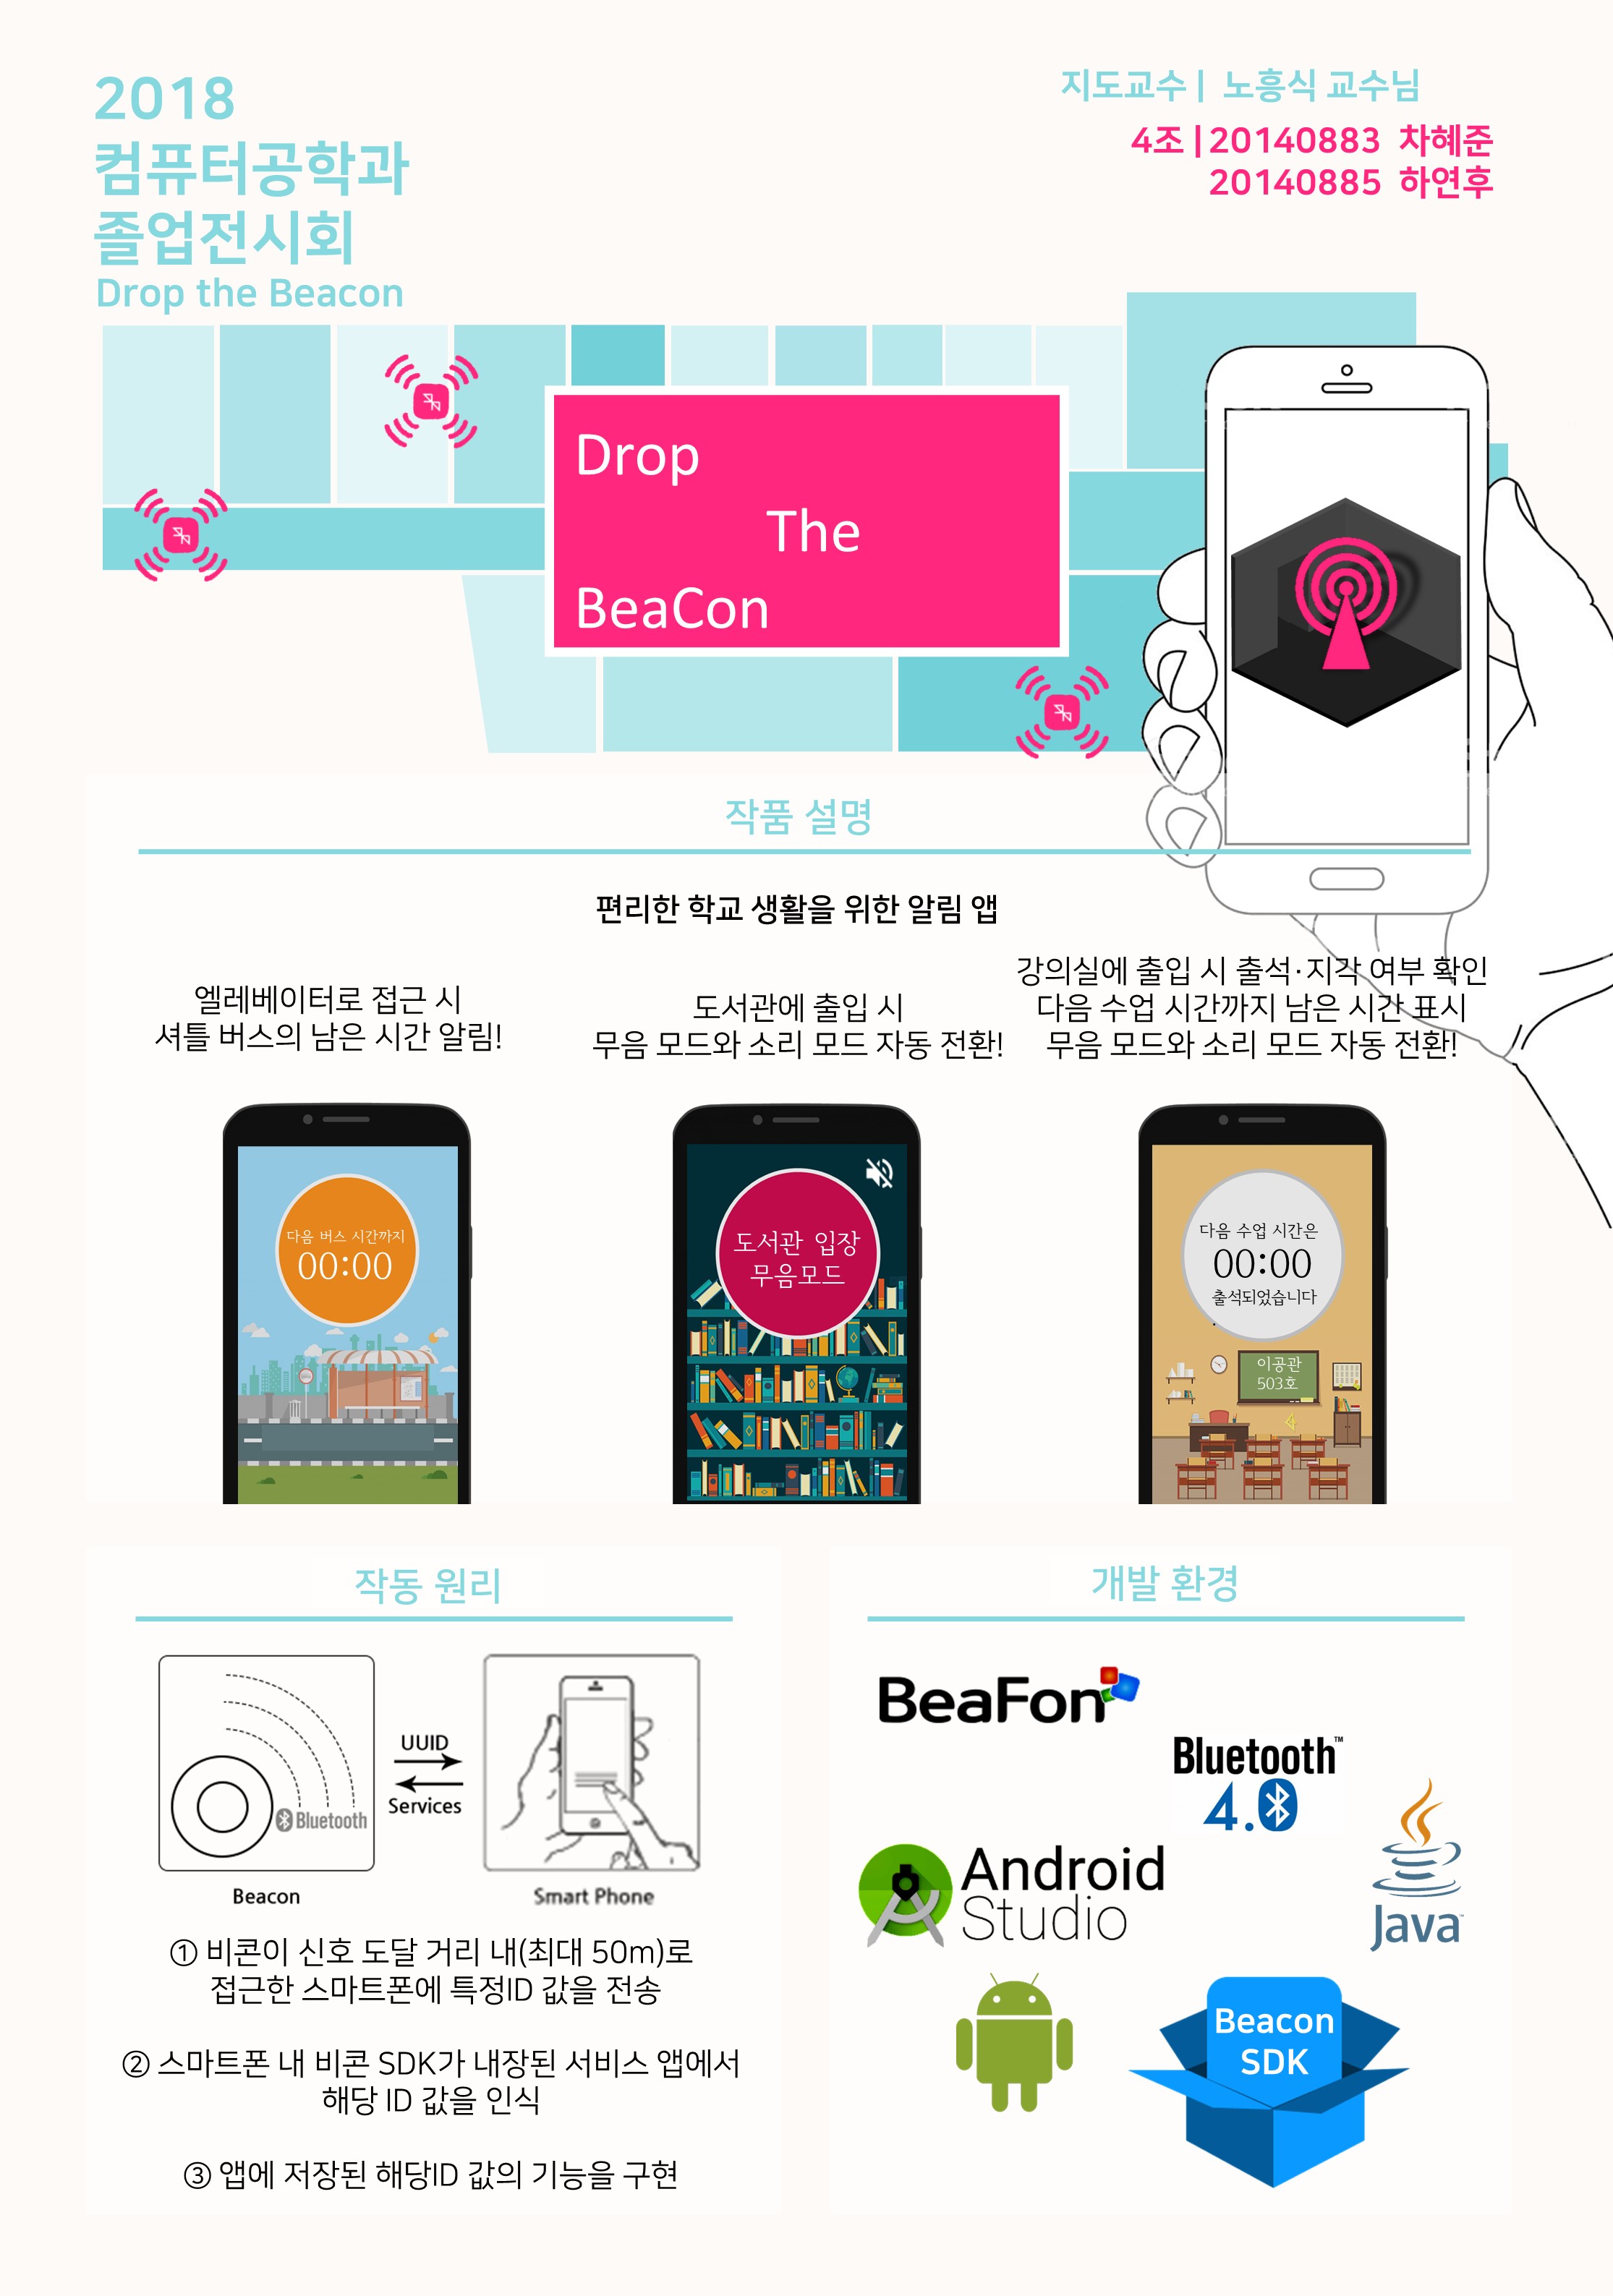 2018
컴퓨터공학과
졸업전시회
Drop the Beacon
지도교수 | 노흥식 교수님
4조 | 20140883 차혜준
20140885 하연후
Drop
The
BeaCon
작품 설명
편리한 학교 생활을 위한 알림 앱
엘레베이터로 접근 시
셔틀 버스의 남은 시간 알림!
도서관에 출입 시
무음 모드와 소리 모드 자동 전환!
강의실에 출입 시 출석·지각 여부 확인
다음 수업 시간까지 남은 시간 표시
무음 모드와 소리 모드 자동 전환!
다음 버스 시간까지
00:00
도서관 입장
무음모드
다음 수업 시간은
00:00
출석되었습니다
이공관
503호
작동 원리
UUID
Services
Bluetooth
Beacon
Smart Phone
① 비콘이 신호 도달 거리 내(최대 50m)로
접근한 스마트폰에 특정ID 값을 전송
② 스마트폰 내 비콘 SDK가 내장된 서비스 앱에서
해당 ID 값을 인식
③ 앱에 저장된 해당ID 값의 기능을 구현
개발 환경
BeaFon
Bluetooth™
4.0
Android
Studio
Java™
Beacon
SDK